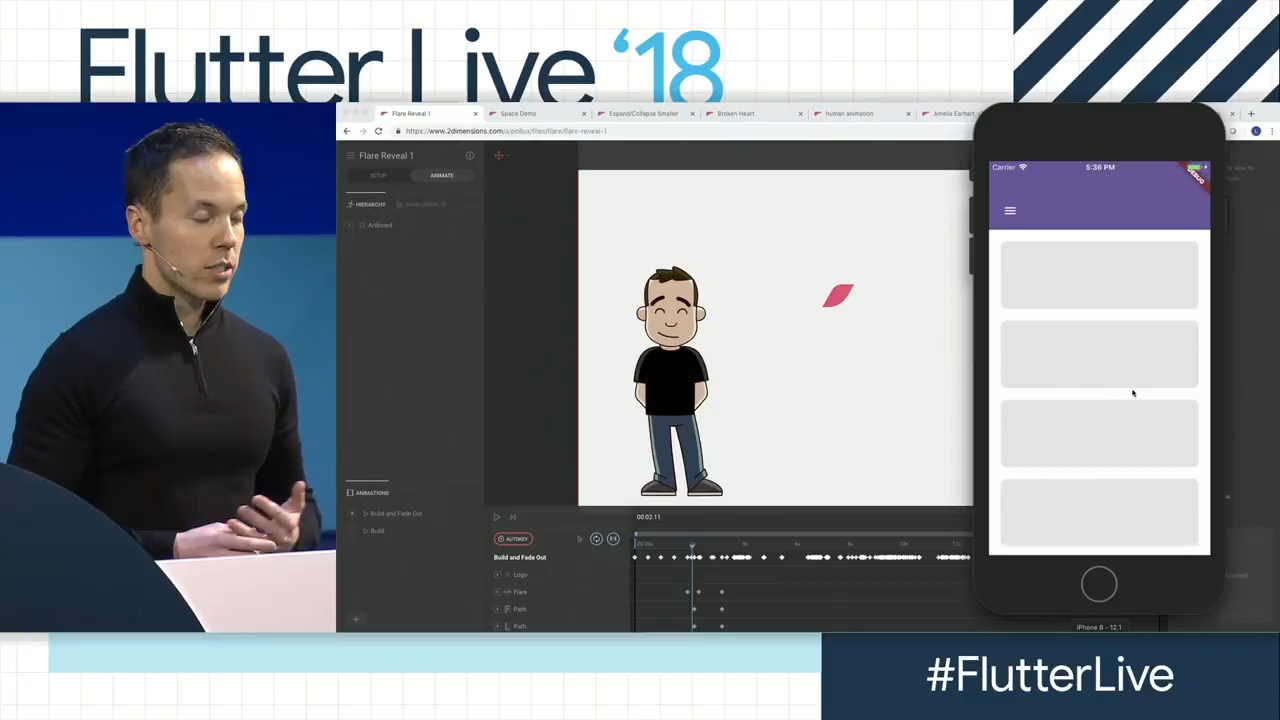 Flutter Live ‘18
Flare Reveal 1
Space Demo
Expand/Collapse Smaller
Broken Heart
human animation
Amelia Earhart
https://www.2dimensions.com/a/pollux/files/flare/flare-reveal-1
Flare Reveal 1
SETUP
ANIMATE
HIERARCHY
Artboard
Carrier
5:36 PM
DEBUG
ANIMATIONS
Build and Fade Out
Build
00:02.11
AUTOKEY
Build and Fade Out
Logo
Flare
Path
Path
iPhone 8 - 12.1
#FlutterLive